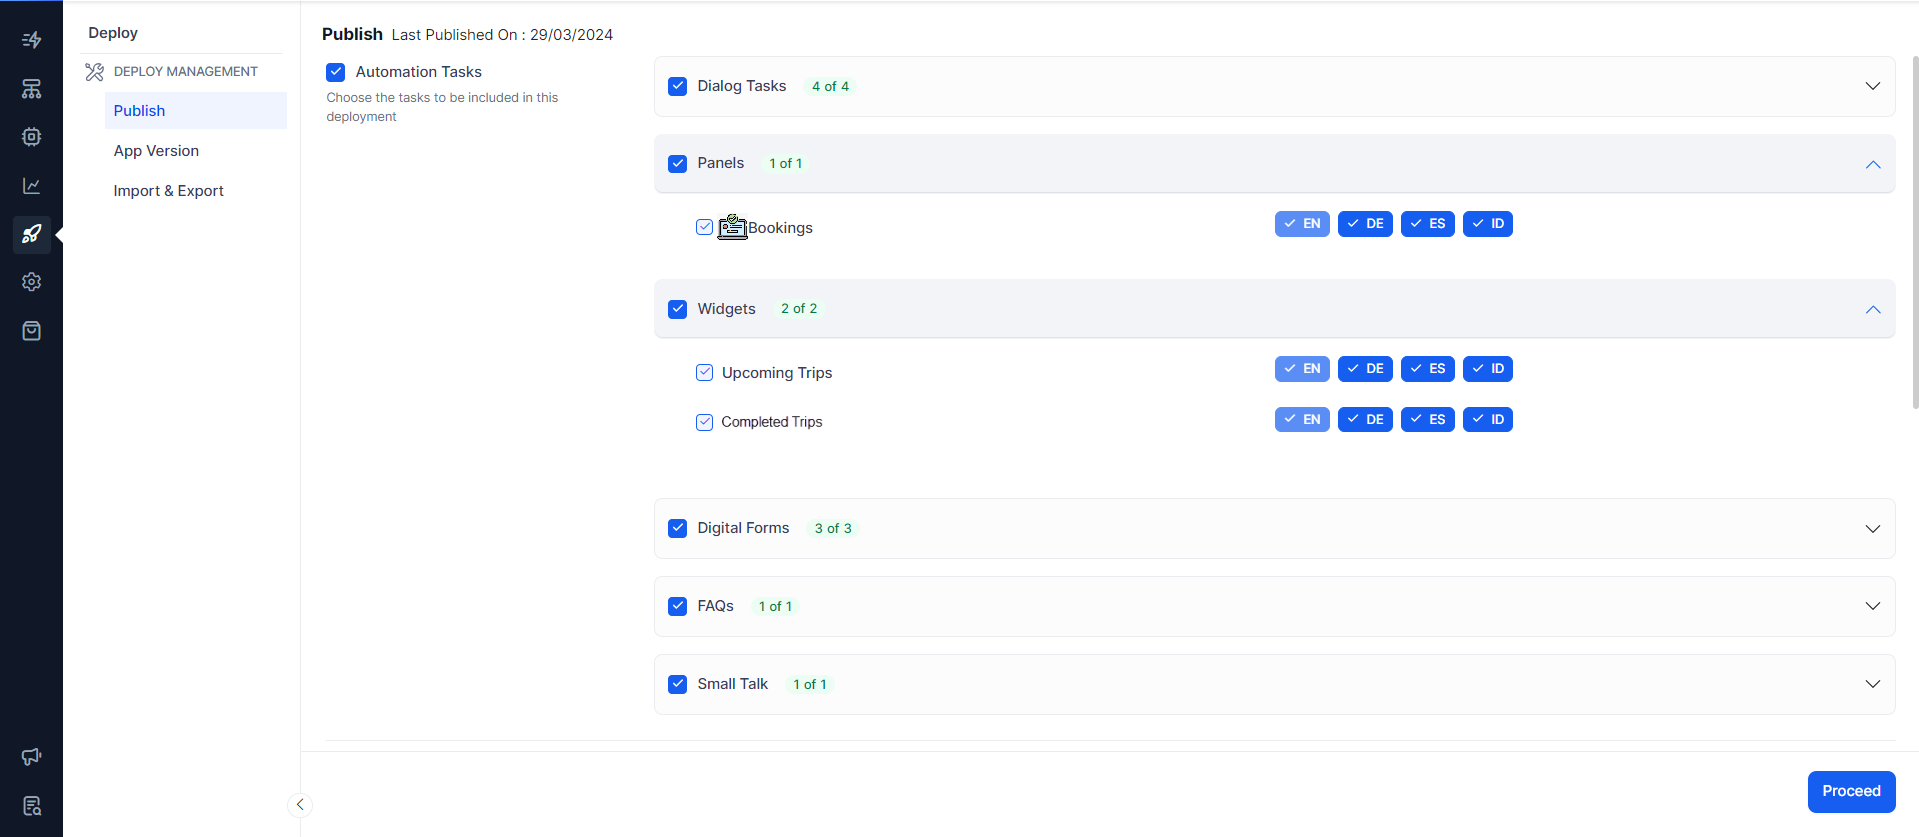 Deploy
DEPLOY MANAGEMENT
Publish
App Version
Import & Export
Publish Last Published On : 29/03/2024
Automation Tasks
Choose the tasks to be included in this
deployment
Dialog Tasks 4 of 4
Panels 1 of 1
Bookings EN DE ES ID
Widgets 2 of 2
Upcoming Trips EN DE ES ID
Completed Trips EN DE ES ID
Digital Forms 3 of 3
FAQs 1 of 1
Small Talk 1 of 1
Proceed